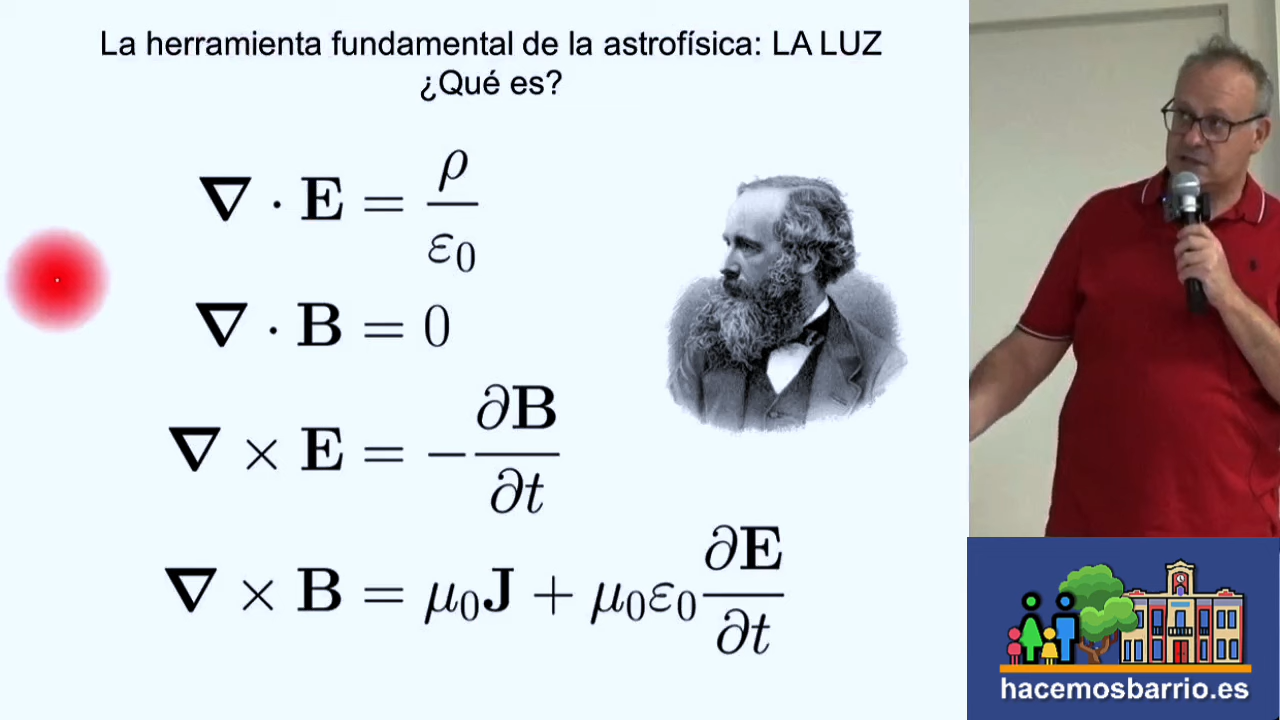 La herramienta fundamental de la astrofísica: LA LUZ
¿Qué es?
∇ · E = ρ/ε₀
∇ · B = 0
∇ × E = −∂B/∂t
∇ × B = μ₀J + μ₀ε₀ ∂E/∂t
hacemosbarrio.es